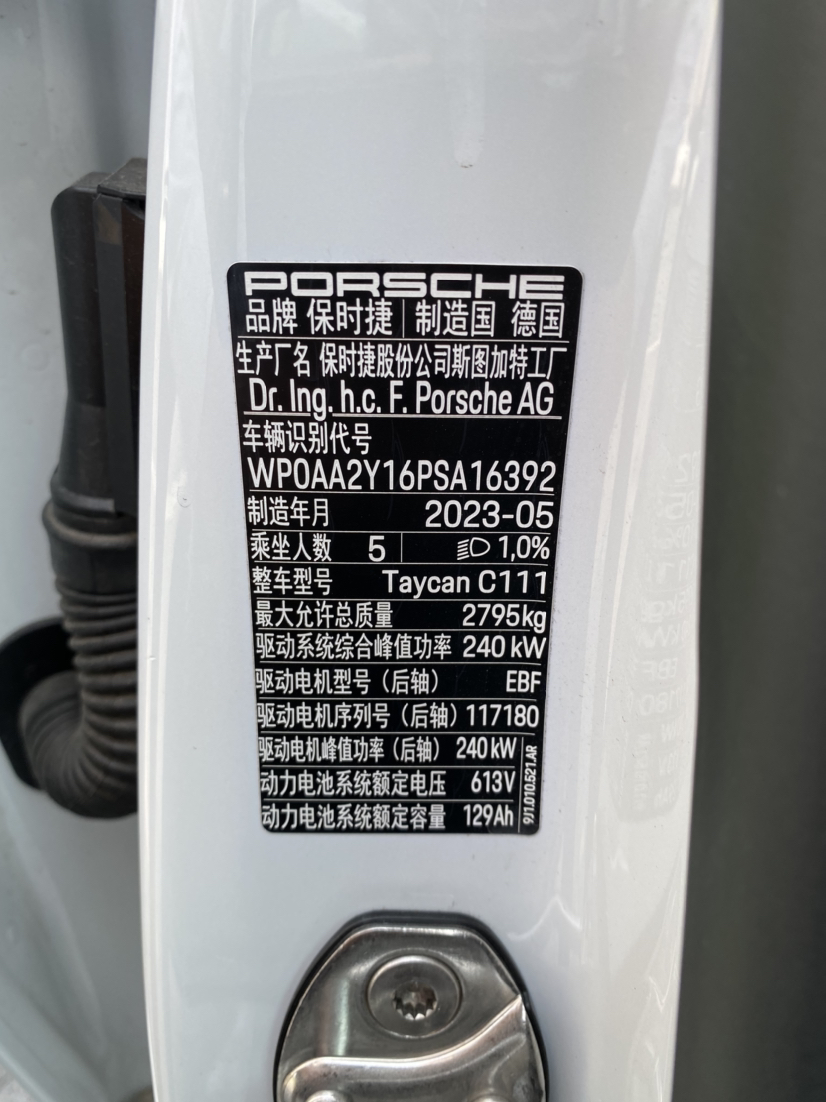 PORSCHE
品牌 保时捷 制造国 德国
生产厂名 保时捷股份公司斯图加特工厂
Dr. Ing. h.c. F. Porsche AG
车辆识别代号
WP0AA2Y16PSA16392
制造年月 2023-05
乘坐人数 5 1,0%
整车型号 Taycan C111
最大允许总质量 2795kg
驱动系统综合峰值功率 240 kW
驱动电机型号（后轴） EBF
驱动电机序列号（后轴） 117180
驱动电机峰值功率（后轴） 240 kW
动力电池系统额定电压 613V
动力电池系统额定容量 129Ah
9J1.010.521.AR